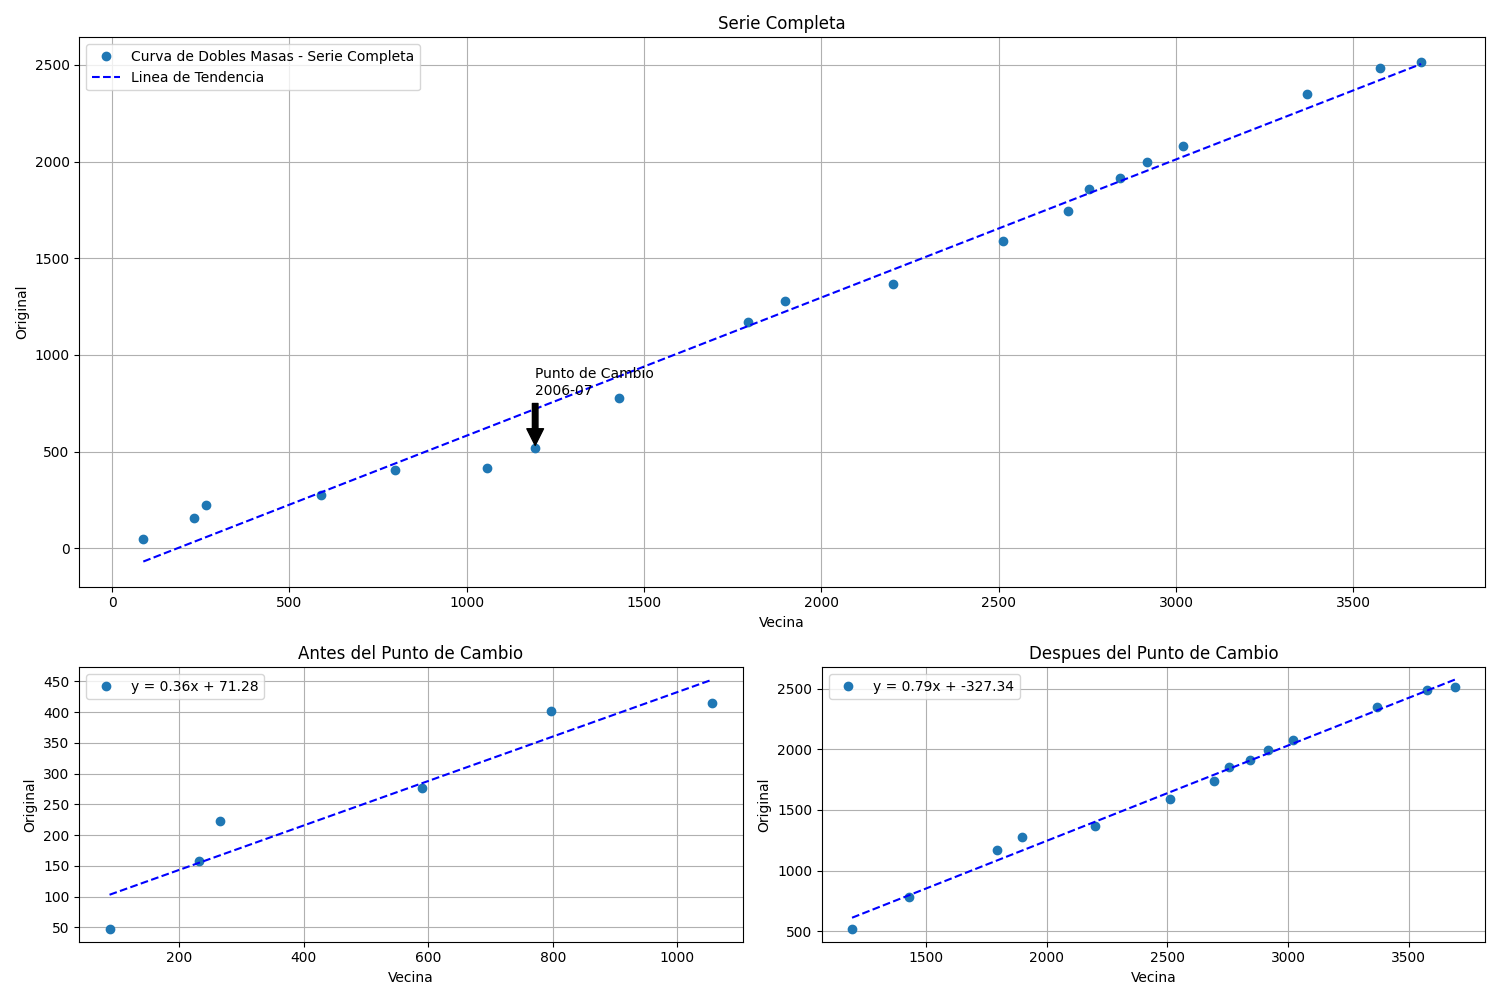 Serie Completa
Curva de Dobles Masas - Serie Completa
Linea de Tendencia
2500
2000
1500
1000
500
0
Original
Punto de Cambio
2006-07
0 500 1000 1500 2000 2500 3000 3500
Vecina
Antes del Punto de Cambio
y = 0.36x + 71.28
450
400
350
300
250
200
150
100
50
Original
200 400 600 800 1000
Vecina
Despues del Punto de Cambio
y = 0.79x + -327.34
2500
2000
1500
1000
500
Original
1500 2000 2500 3000 3500
Vecina